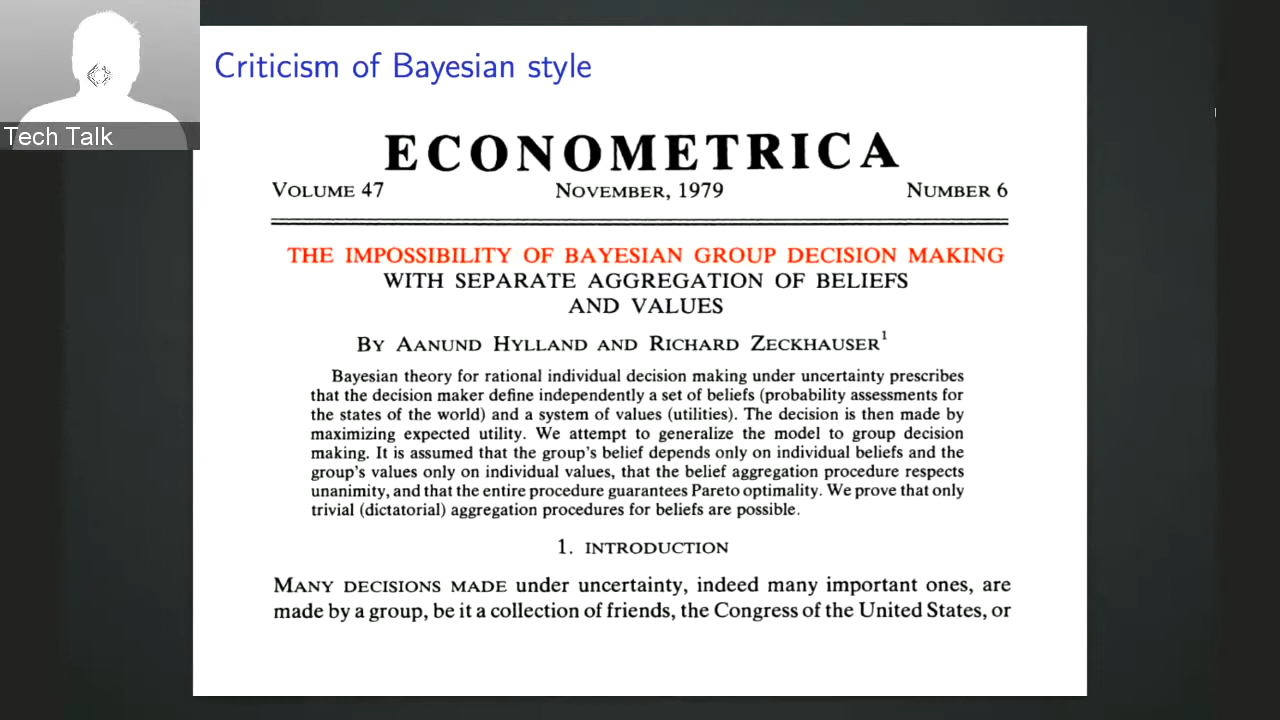 Criticism of Bayesian style
Tech Talk
ECONOMETRICA
VOLUME 47 NOVEMBER, 1979 NUMBER 6
THE IMPOSSIBILITY OF BAYESIAN GROUP DECISION MAKING
WITH SEPARATE AGGREGATION OF BELIEFS
AND VALUES
BY AANUND HYLLAND AND RICHARD ZECKHAUSER¹
Bayesian theory for rational individual decision making under uncertainty prescribes
that the decision maker define independently a set of beliefs (probability assessments for
the states of the world) and a system of values (utilities). The decision is then made by
maximizing expected utility. We attempt to generalize the model to group decision
making. It is assumed that the group's belief depends only on individual beliefs and the
group's values only on individual values, that the belief aggregation procedure respects
unanimity, and that the entire procedure guarantees Pareto optimality. We prove that only
trivial (dictatorial) aggregation procedures for beliefs are possible.
1. INTRODUCTION
MANY DECISIONS MADE under uncertainty, indeed many important ones, are
made by a group, be it a collection of friends, the Congress of the United States, or